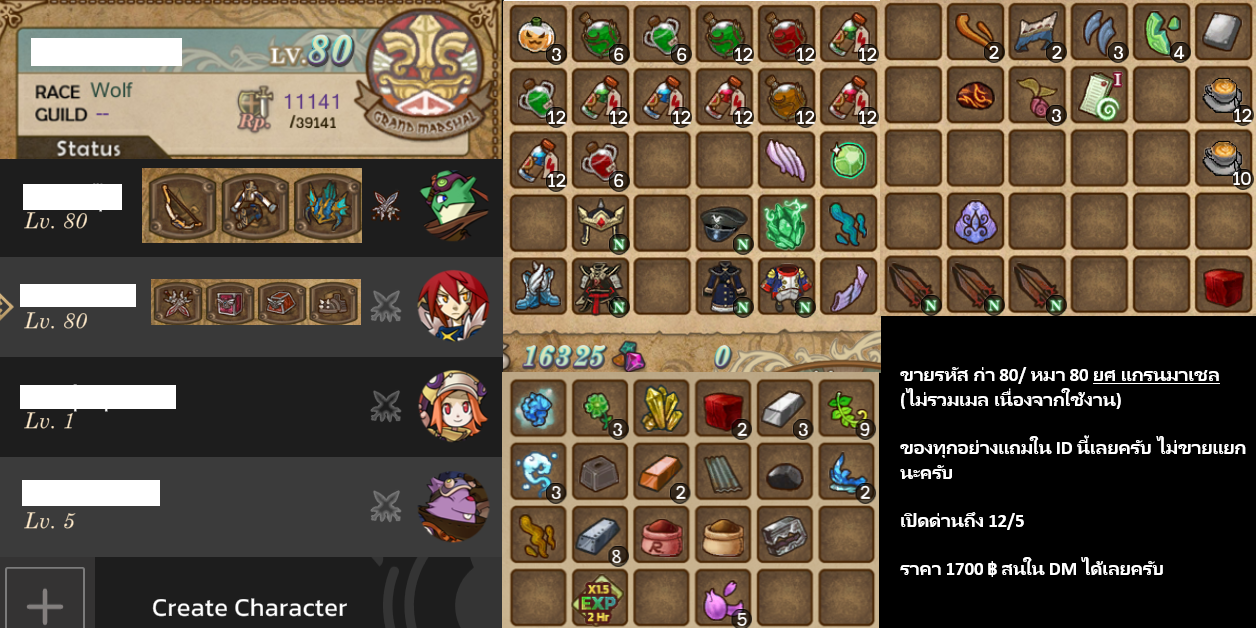 LV.80
RACE Wolf
GUILD --
Rp. 11141
/39141
GRAND MARSHAL
Status
Lv. 80
Lv. 80
Lv. 1
Lv. 5
Create Character
3 6 6 12 12 12
12 12 12 12 12 12
12 6
N N
N N N
16325 0
3 2 3 9
3 2 2
8
R
X1.5
EXP
2 Hr
5
2 2 3 4
3 I 12
10
N N N
ขายรหัส ก่า 80/ หมา 80 ยศ แกรนมาเชล
(ไม่รวมเมล เนื่องจากใช้งาน)
ของทุกอย่างแถมใน ID นี้เลยครับ ไม่ขายแยก
นะครับ
เปิดด่านถึง 12/5
ราคา 1700 ฿ สนใน DM ได้เลยครับ